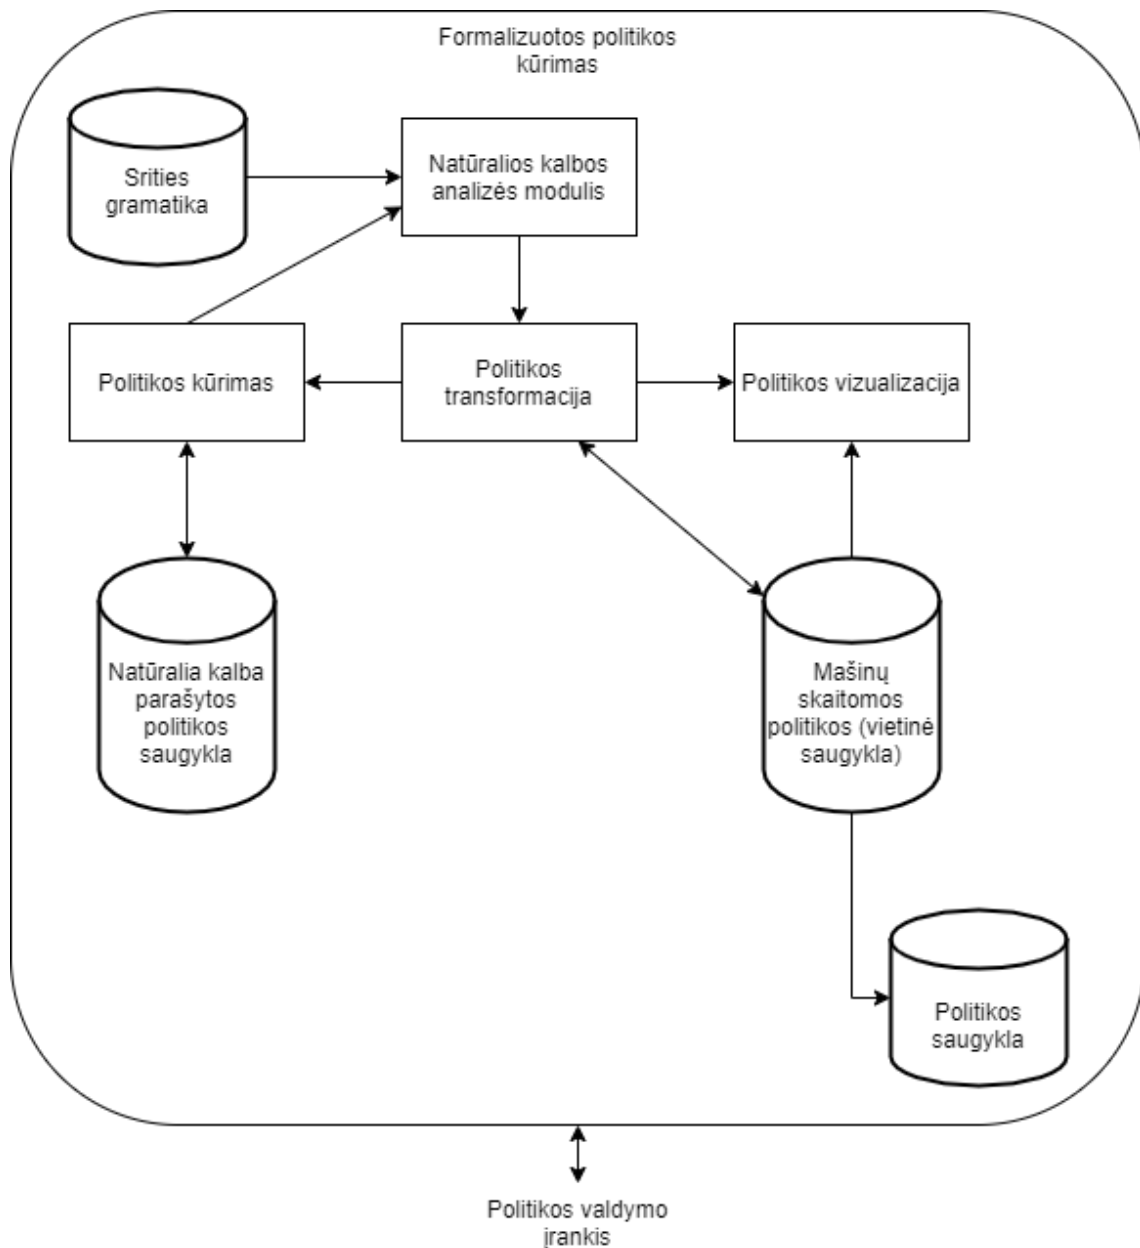 Formalizuotos politikos
kūrimas
Srities
gramatika
Natūralios kalbos
analizės modulis
Politikos kūrimas
Politikos
transformacija
Politikos vizualizacija
Natūralia kalba
parašytos
politikos
saugykla
Mašinų
skaitomos
politikos (vietinė
saugykla)
Politikos
saugykla
Politikos valdymo
įrankis